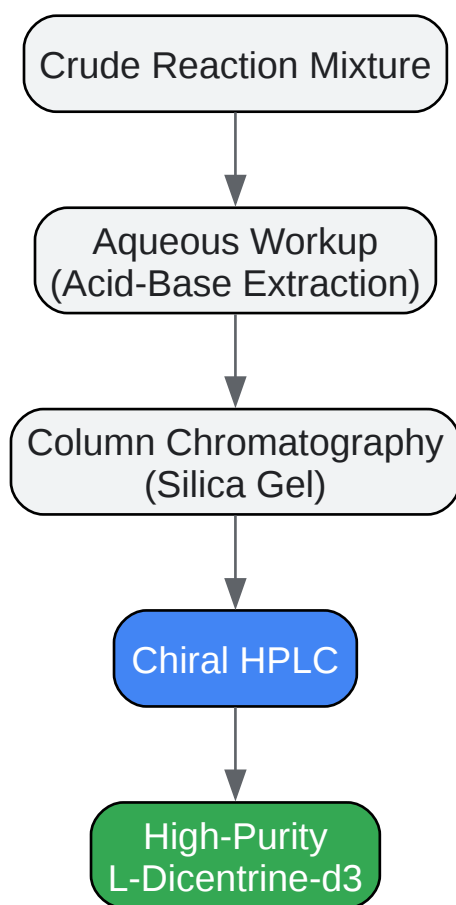 Crude Reaction Mixture
Aqueous Workup
(Acid-Base Extraction)
Column Chromatography
(Silica Gel)
Chiral HPLC
High-Purity
L-Dicentrine-d3